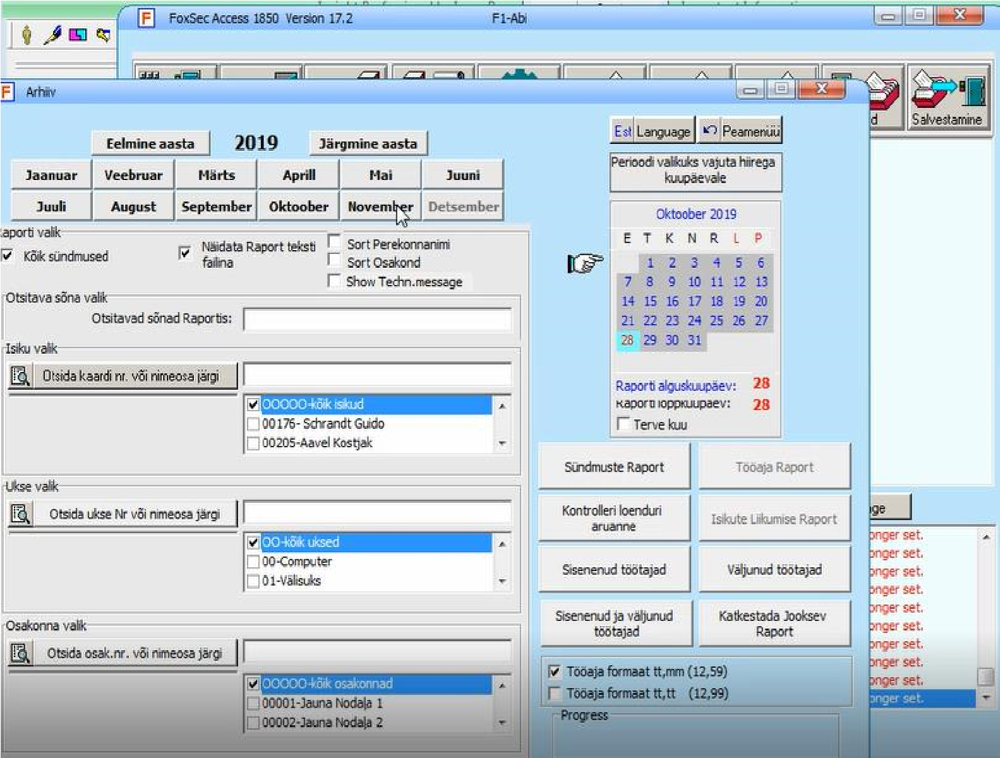 FoxSec Access 1850 Version 17.2
F1-Abi
Arhiiv
Salvestamine
Est Language
Peamenüü
Eelmine aasta
2019
Järgmine aasta
Perioodi valikuks vajuta hiirega
kuupäevale
Jaanuar
Veebruar
Märts
Aprill
Mai
Juuni
Juuli
August
September
Oktoober
November
Detsember
Oktoober 2019
E T K N R L P
1 2 3 4 5 6
7 8 9 10 11 12 13
14 15 16 17 18 19 20
21 22 23 24 25 26 27
28 29 30 31
Raporti alguskuupäev: 28
Raporti lõppkuupäev: 28
Terve kuu
Raporti valik
Kõik sündmused
Näidata Raport teksti
failina
Sort Perekonnanimi
Sort Osakond
Show Techn.message
Otsitava sõna valik
Otsitavad sõnad Raportis:
Isiku valik
Otsida kaardi nr. või nimeosa järgi
OOOOO-kõik isikud
00176- Schrandt Guido
00205-Aavel Kostjak
Ukse valik
Otsida ukse Nr või nimeosa järgi
OO-kõik uksed
00-Computer
01-Välisuks
Osakonna valik
Otsida osak.nr. või nimeosa järgi
OOOOO-kõik osakonnad
00001-Jauna Nodaļa 1
00002-Jauna Nodaļa 2
Sündmuste Raport
Tööaja Raport
Kontrolleri loenduri
aruanne
Isikute Liikumise Raport
Sisenenud töötajad
Väljunud töötajad
Sisenenud ja väljunud
töötajad
Katkestada Jooksev
Raport
Tööaja formaat tt,mm (12,59)
Tööaja formaat tt,tt (12,99)
Progress
onger set.
onger set.
onger set.
onger set.
onger set.
onger set.
onger set.
onger set.
onger set.
onger set.